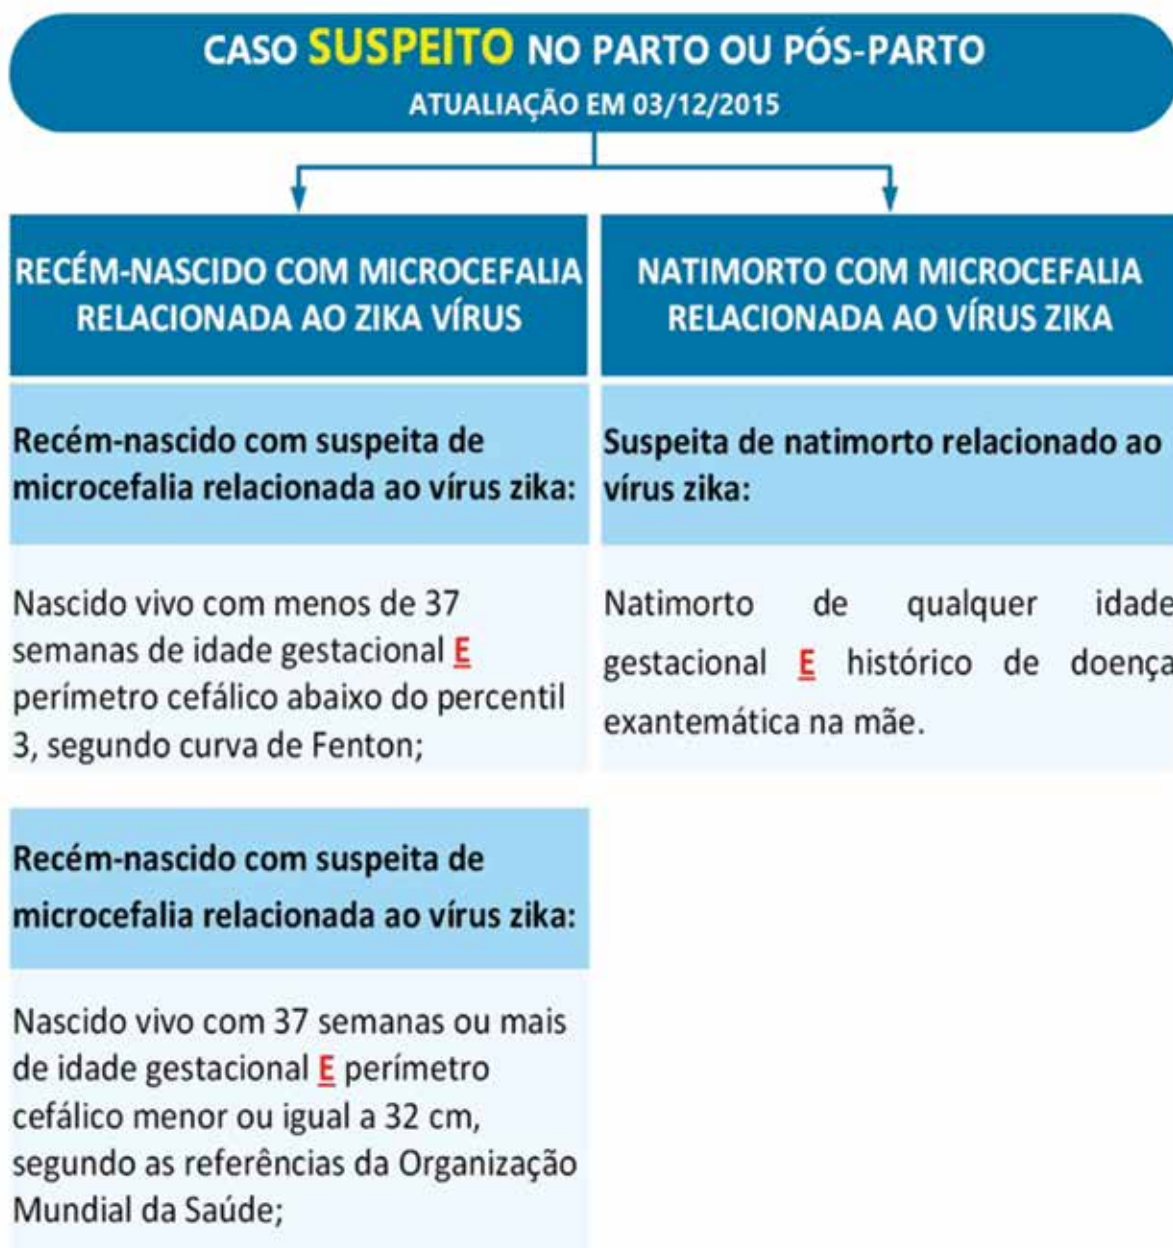 CASO SUSPEITO NO PARTO OU PÓS-PARTO
ATUALIAÇÃO EM 03/12/2015
RECÉM-NASCIDO COM MICROCEFALIA
RELACIONADA AO ZIKA VÍRUS
Recém-nascido com suspeita de
microcefalia relacionada ao vírus zika:
Nascido vivo com menos de 37
semanas de idade gestacional E
perímetro cefálico abaixo do percentil
3, segundo curva de Fenton;
Recém-nascido com suspeita de
microcefalia relacionada ao vírus zika:
Nascido vivo com 37 semanas ou mais
de idade gestacional E perímetro
cefálico menor ou igual a 32 cm,
segundo as referências da Organização
Mundial da Saúde;
NATIMORTO COM MICROCEFALIA
RELACIONADA AO VÍRUS ZIKA
Suspeita de natimorto relacionado ao
vírus zika:
Natimorto de qualquer idade
gestacional E histórico de doença
exantemática na mãe.